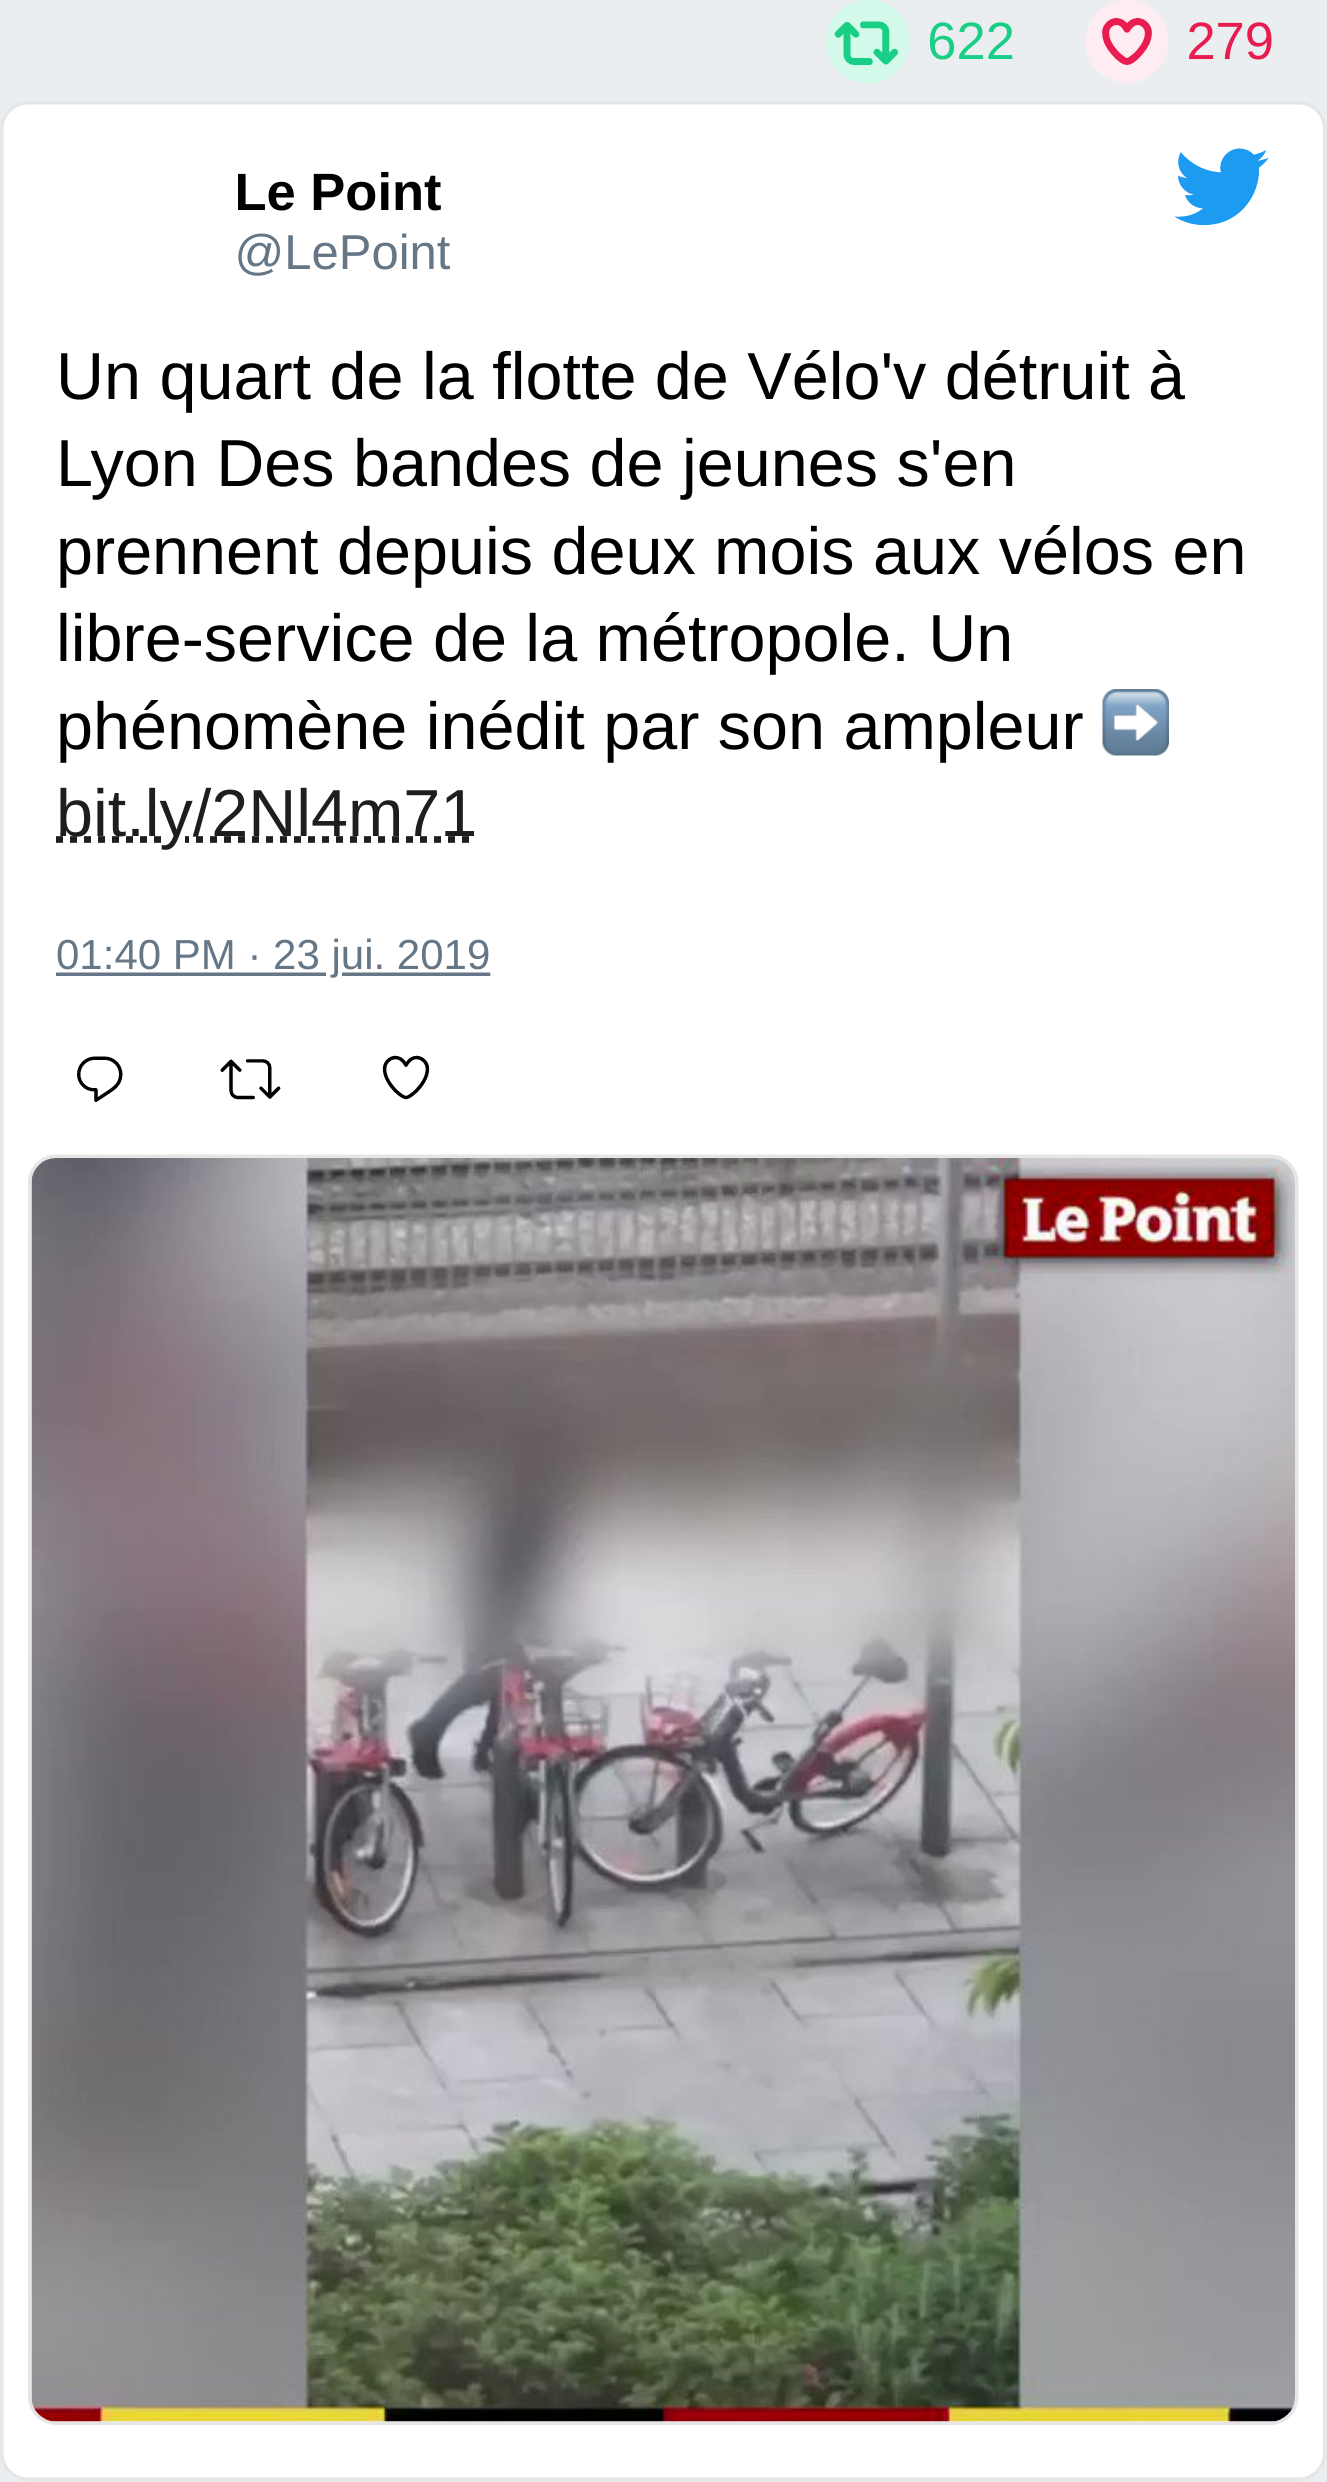 622 279
Le Point
@LePoint
Un quart de la flotte de Vélo'v détruit à
Lyon Des bandes de jeunes s'en
prennent depuis deux mois aux vélos en
libre-service de la métropole. Un
phénomène inédit par son ampleur ➡️
bit.ly/2Nl4m71
01:40 PM · 23 jui. 2019
Le Point